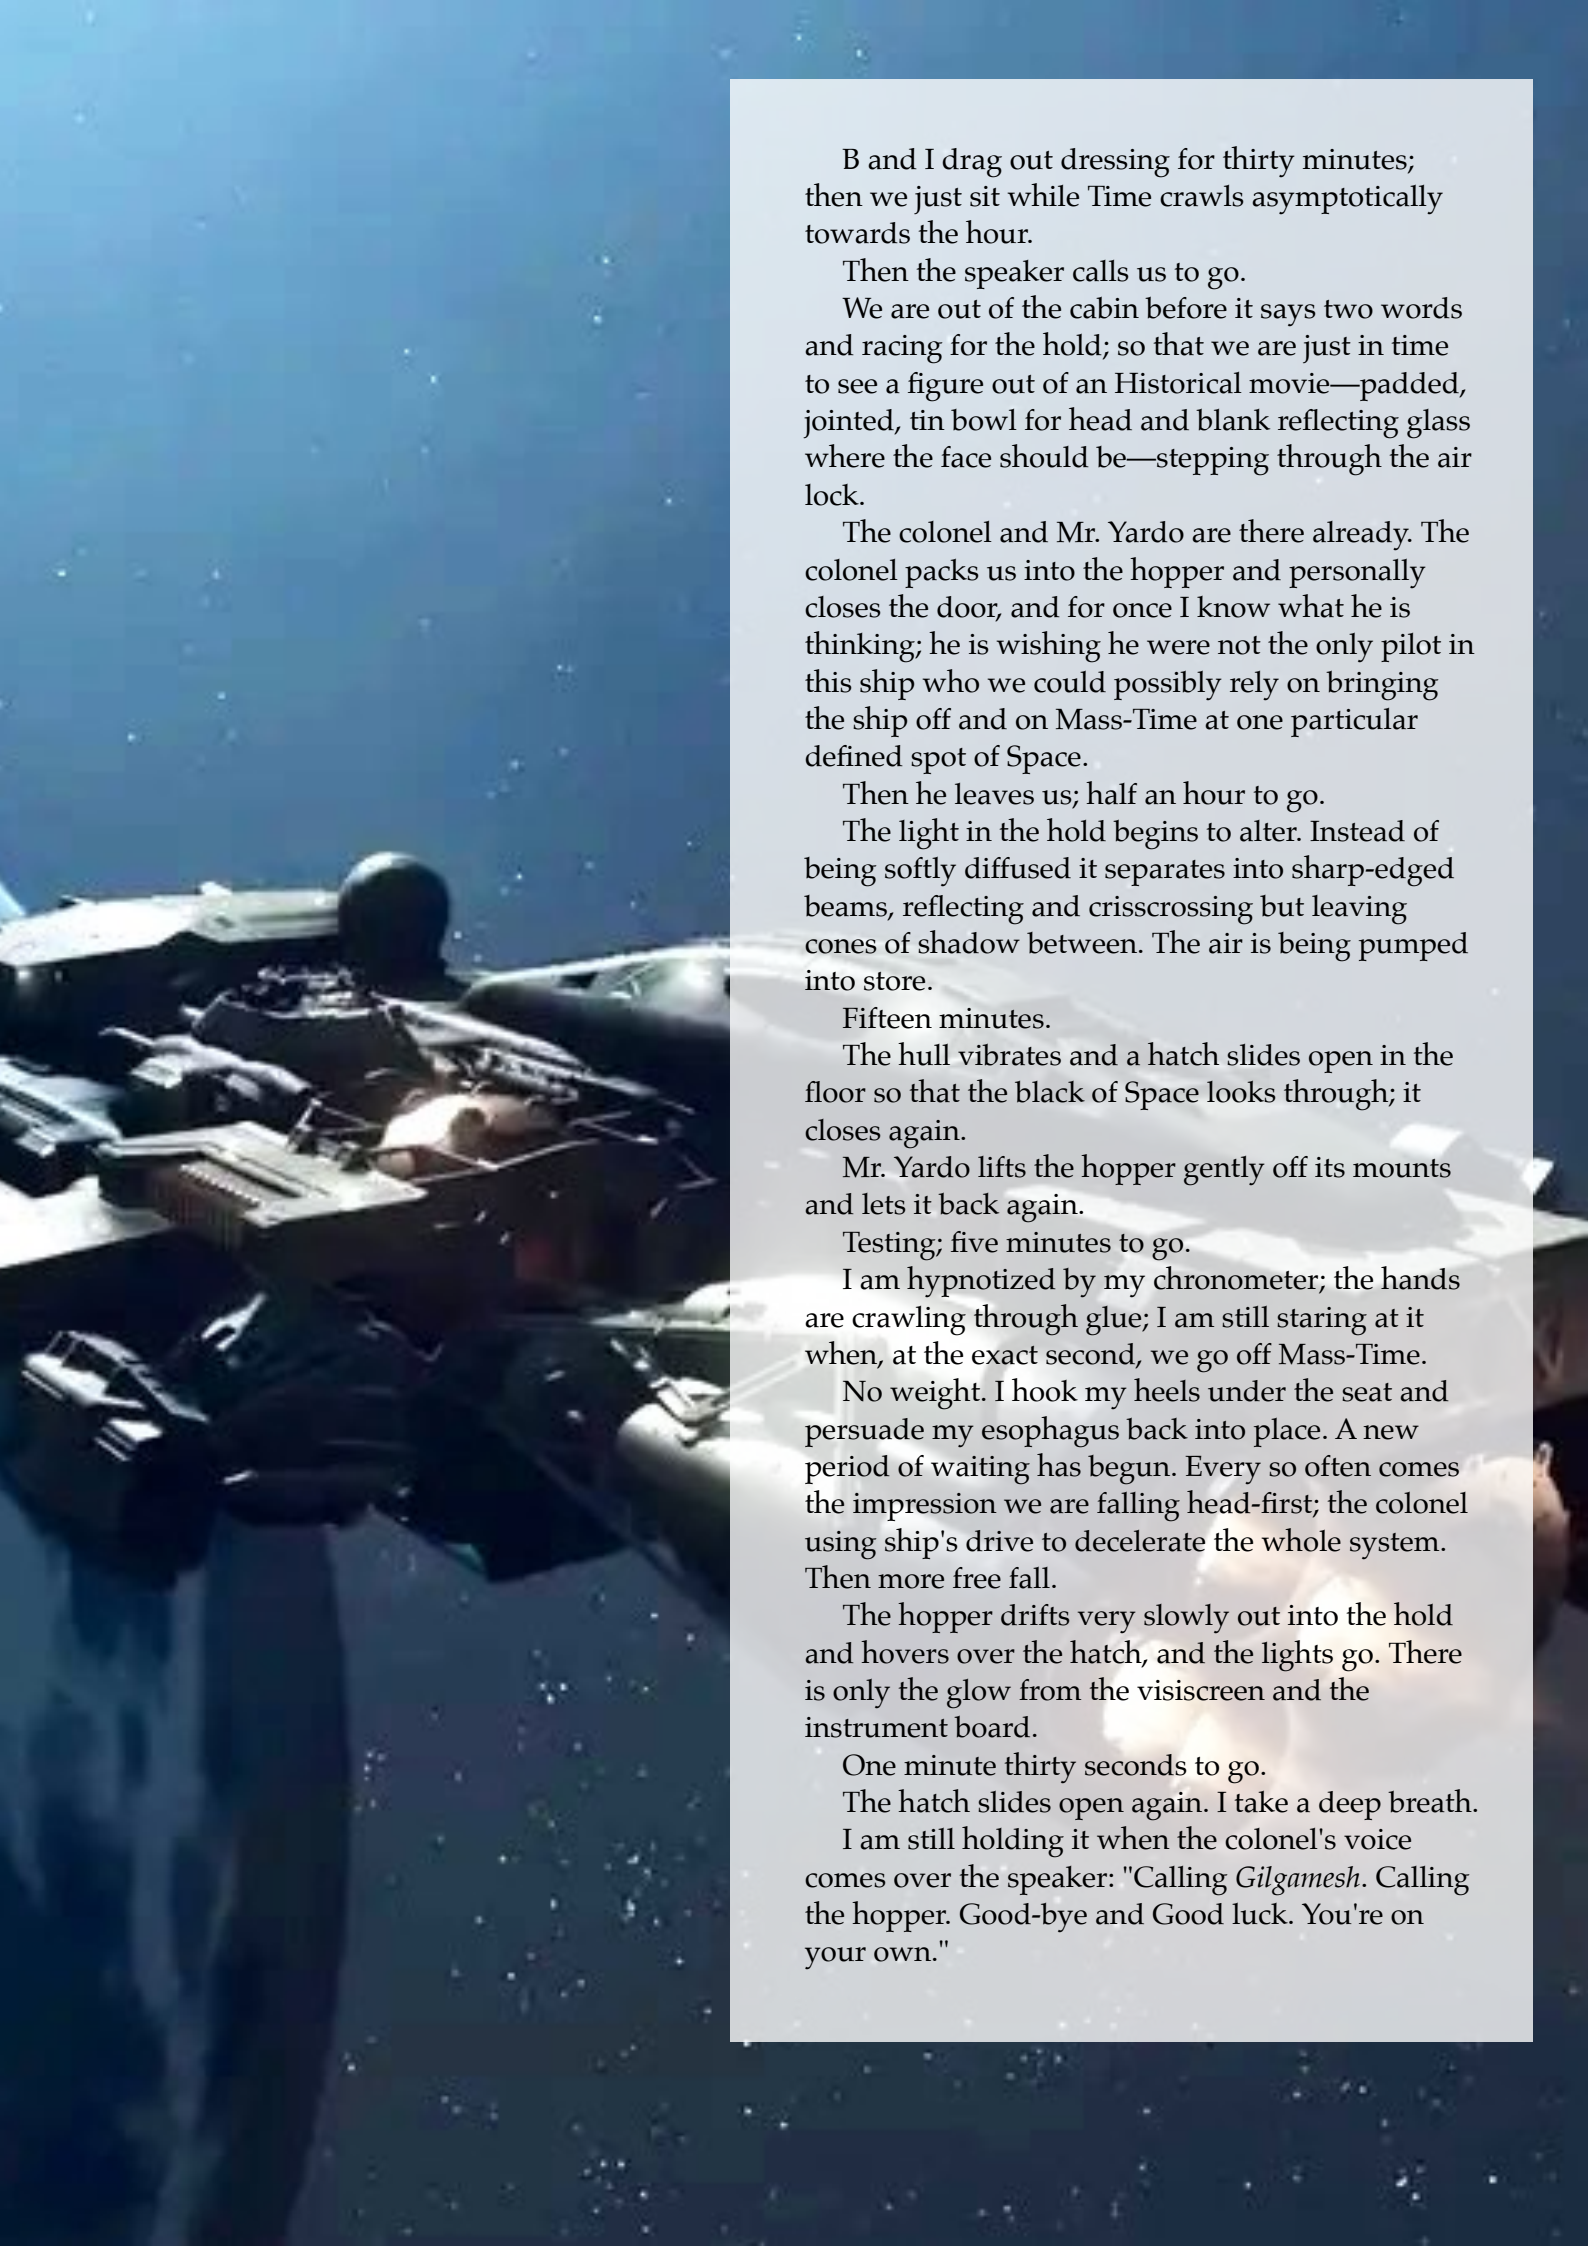 B and I drag out dressing for thirty minutes;
then we just sit while Time crawls asymptotically
towards the hour.
Then the speaker calls us to go.
We are out of the cabin before it says two words
and racing for the hold; so that we are just in time
to see a figure out of an Historical movie—padded,
jointed, tin bowl for head and blank reflecting glass
where the face should be—stepping through the air
lock.
The colonel and Mr. Yardo are there already. The
colonel packs us into the hopper and personally
closes the door, and for once I know what he is
thinking; he is wishing he were not the only pilot in
this ship who we could possibly rely on bringing
the ship off and on Mass-Time at one particular
defined spot of Space.
Then he leaves us; half an hour to go.
The light in the hold begins to alter. Instead of
being softly diffused it separates into sharp-edged
beams, reflecting and crisscrossing but leaving
cones of shadow between. The air is being pumped
into store.
Fifteen minutes.
The hull vibrates and a hatch slides open in the
floor so that the black of Space looks through; it
closes again.
Mr. Yardo lifts the hopper gently off its mounts
and lets it back again.
Testing; five minutes to go.
I am hypnotized by my chronometer; the hands
are crawling through glue; I am still staring at it
when, at the exact second, we go off Mass-Time.
No weight. I hook my heels under the seat and
persuade my esophagus back into place. A new
period of waiting has begun. Every so often comes
the impression we are falling head-first; the colonel
using ship's drive to decelerate the whole system.
Then more free fall.
The hopper drifts very slowly out into the hold
and hovers over the hatch, and the lights go. There
is only the glow from the visiscreen and the
instrument board.
One minute thirty seconds to go.
The hatch slides open again. I take a deep breath.
I am still holding it when the colonel's voice
comes over the speaker: "Calling Gilgamesh. Calling
the hopper. Good-bye and Good luck. You're on
your own."